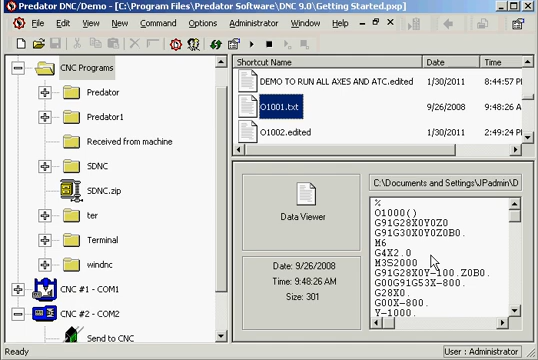 Predator DNC/Demo - [C:\Program Files\Predator Software\DNC 9.0\Getting Started.pxp]
File Edit View New Command Options Administrator Window Help
CNC Programs
Predator
Predator1
Received from machine
SDNC
SDNC.zip
ter
Terminal
windnc
CNC #1 - COM1
CNC #2 - COM2
Send to CNC
Shortcut Name Date Time
DEMO TO RUN ALL AXES AND ATC.edited 1/30/2011 8:44:57 P
O1001.txt 9/26/2008 9:48:26 A
O1002.edited 1/30/2011 2:49:24 P
Data Viewer
Date: 9/26/2008
Time: 9:48:26 AM
Size: 301
C:\Documents and Settings\JPadmin\D
%
O1000()
G91G28X0Y0Z0
G91G30X0Y0Z0B0.
M6
G4X2.0
M3S2000
G91G28X0Y-100.Z0B0.
G00G91G53X-800.
G28X0.
G00X-800.
Y-1000.
Ready
User : Administrator